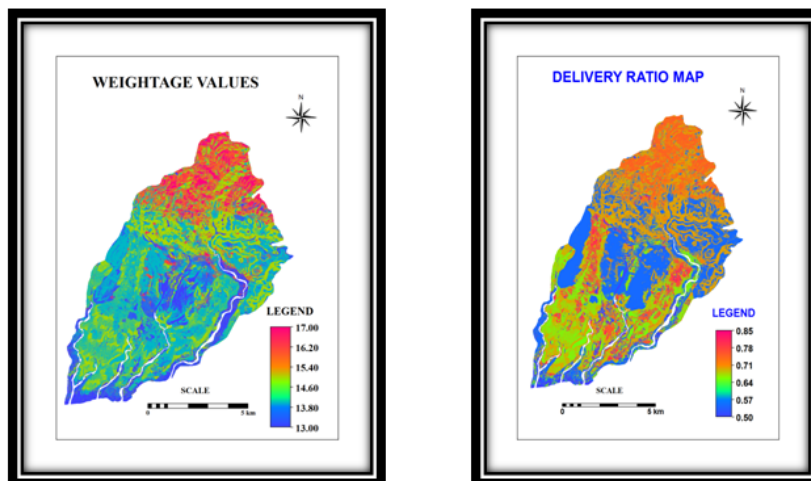 WEIGHTAGE VALUES
N
LEGEND
17.00
16.20
15.40
14.60
13.80
13.00
SCALE
0 5 km
DELIVERY RATIO MAP
N
LEGEND
0.85
0.78
0.71
0.64
0.57
0.50
SCALE
0 5 km